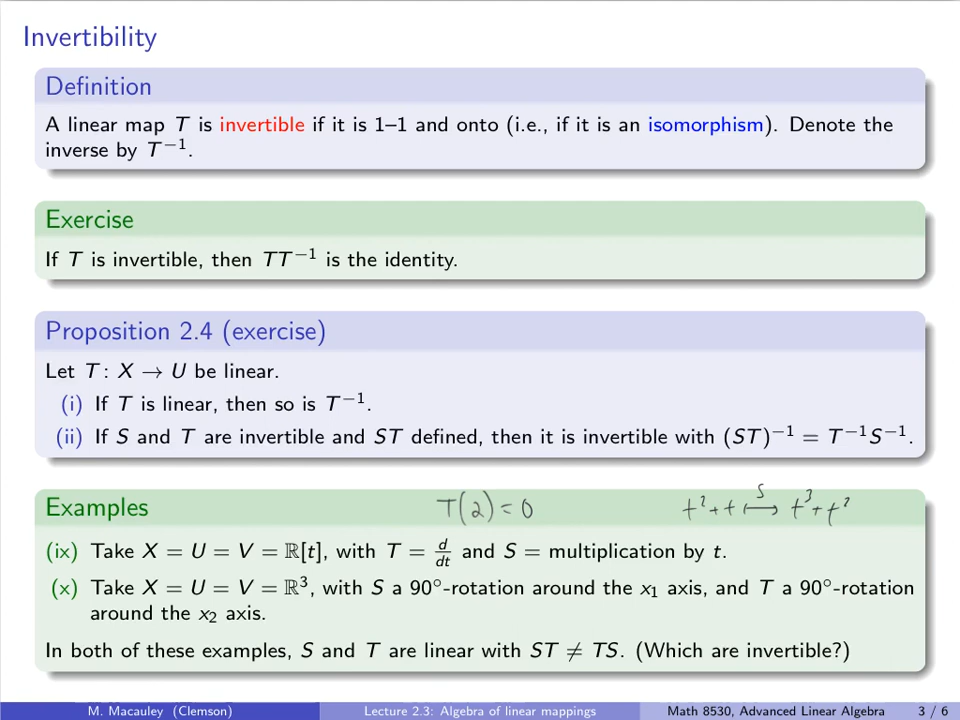 Invertibility
Definition
A linear map T is invertible if it is 1–1 and onto (i.e., if it is an isomorphism). Denote the
inverse by T⁻¹.
Exercise
If T is invertible, then TT⁻¹ is the identity.
Proposition 2.4 (exercise)
Let T: X → U be linear.
(i) If T is linear, then so is T⁻¹.
(ii) If S and T are invertible and ST defined, then it is invertible with (ST)⁻¹ = T⁻¹S⁻¹.
Examples T(2) = 0 t²+t ⟼ˢ t³+t²
(ix) Take X = U = V = ℝ[t], with T = d/dt and S = multiplication by t.
(x) Take X = U = V = ℝ³, with S a 90°-rotation around the x₁ axis, and T a 90°-rotation
around the x₂ axis.
In both of these examples, S and T are linear with ST ≠ TS. (Which are invertible?)
M. Macauley (Clemson) Lecture 2.3: Algebra of linear mappings Math 8530, Advanced Linear Algebra 3 / 6